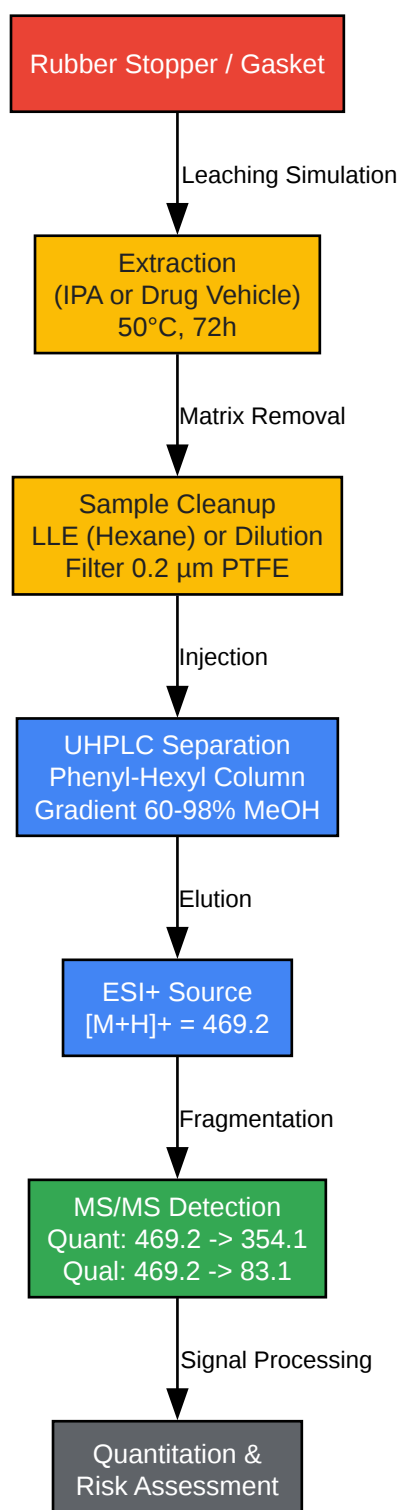 Rubber Stopper / Gasket
Leaching Simulation
Extraction
(IPA or Drug Vehicle)
50°C, 72h
Matrix Removal
Sample Cleanup
LLE (Hexane) or Dilution
Filter 0.2 µm PTFE
Injection
UHPLC Separation
Phenyl-Hexyl Column
Gradient 60-98% MeOH
Elution
ESI+ Source
[M+H]+ = 469.2
Fragmentation
MS/MS Detection
Quant: 469.2 -> 354.1
Qual: 469.2 -> 83.1
Signal Processing
Quantitation &
Risk Assessment